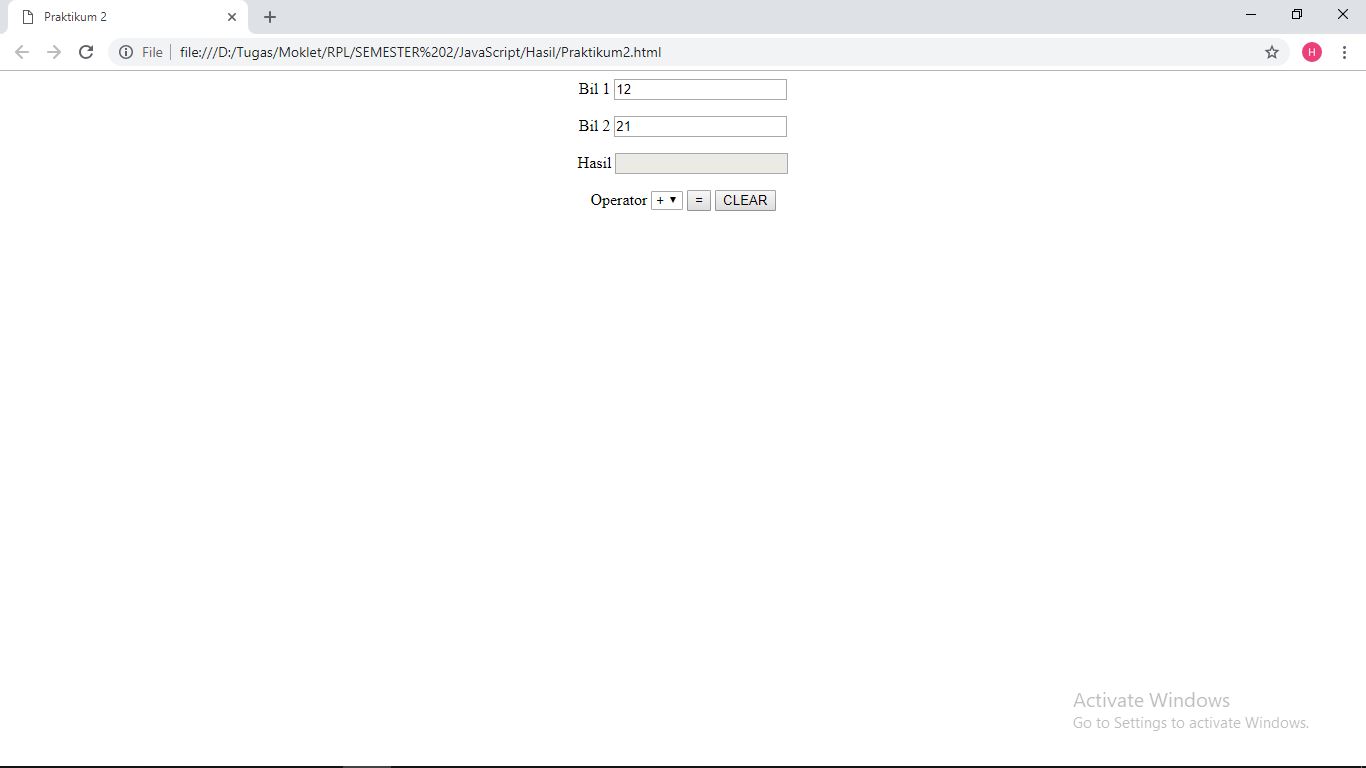 Praktikum 2
File file:///D:/Tugas/Moklet/RPL/SEMESTER%202/JavaScript/Hasil/Praktikum2.html H
Bil 1 12
Bil 2 21
Hasil
Operator + = CLEAR
Activate Windows
Go to Settings to activate Windows.